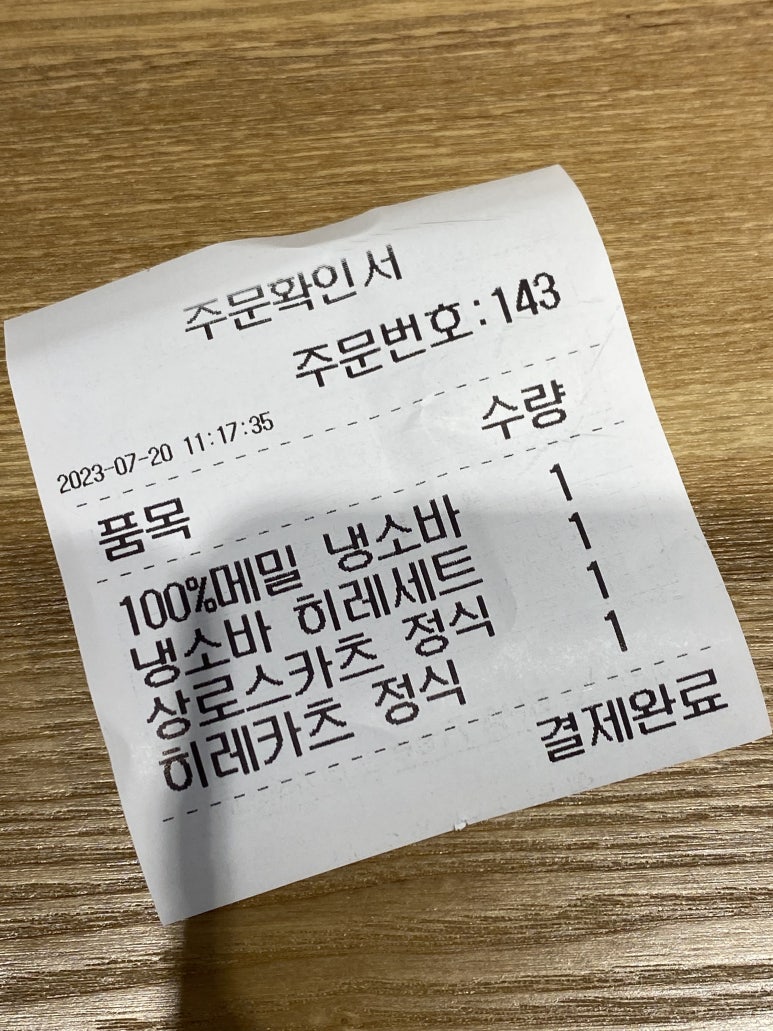 주문확인서
주문번호:143
2023-07-20 11:17:35
품목 수량
100%메밀 냉소바 1
냉소바 히레세트 1
상로스카츠 정식 1
히레카츠 정식 1
결제완료